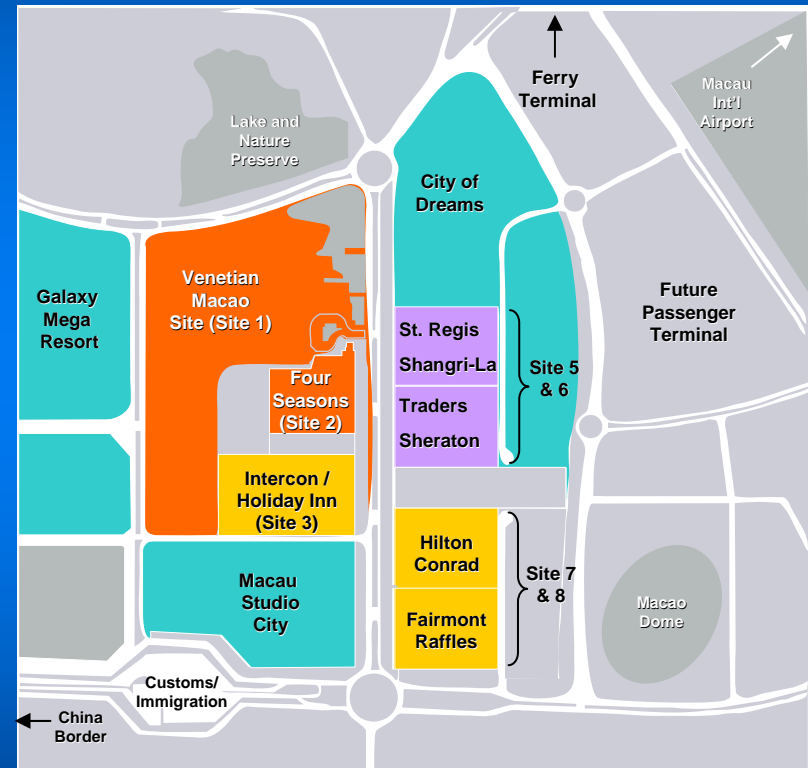 Ferry
Terminal
Macau
Int'l
Airport
Lake and
Nature
Preserve
City of
Dreams
Venetian
Macao
Site (Site 1)
Galaxy
Mega
Resort
Future
Passenger
Terminal
St. Regis
Shangri-La
Site 5
& 6
Four
Seasons
(Site 2)
Traders
Sheraton
Intercon /
Holiday Inn
(Site 3)
Hilton
Conrad
Site 7
& 8
Macau
Studio
City
Fairmont
Raffles
Macao
Dome
Customs/
Immigration
China
Border